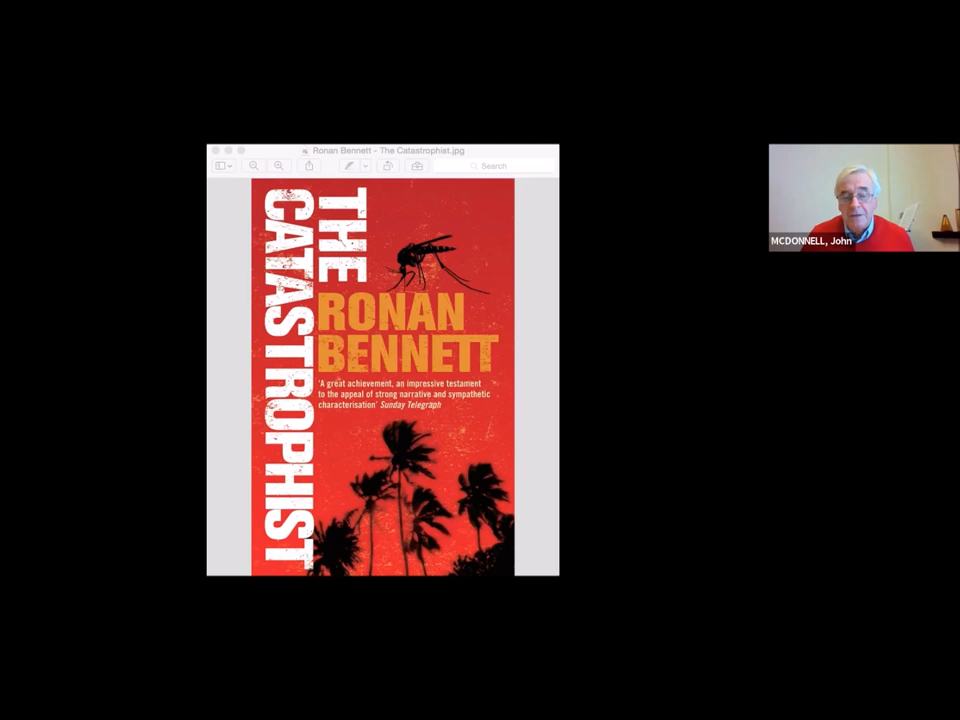 Ronan Bennett - The Catastrophist.jpg
Search
THE
CATASTROPHIST
RONAN
BENNETT
'A great achievement, an impressive testament
to the appeal of strong narrative and sympathetic
characterisation' Sunday Telegraph
MCDONNELL, John